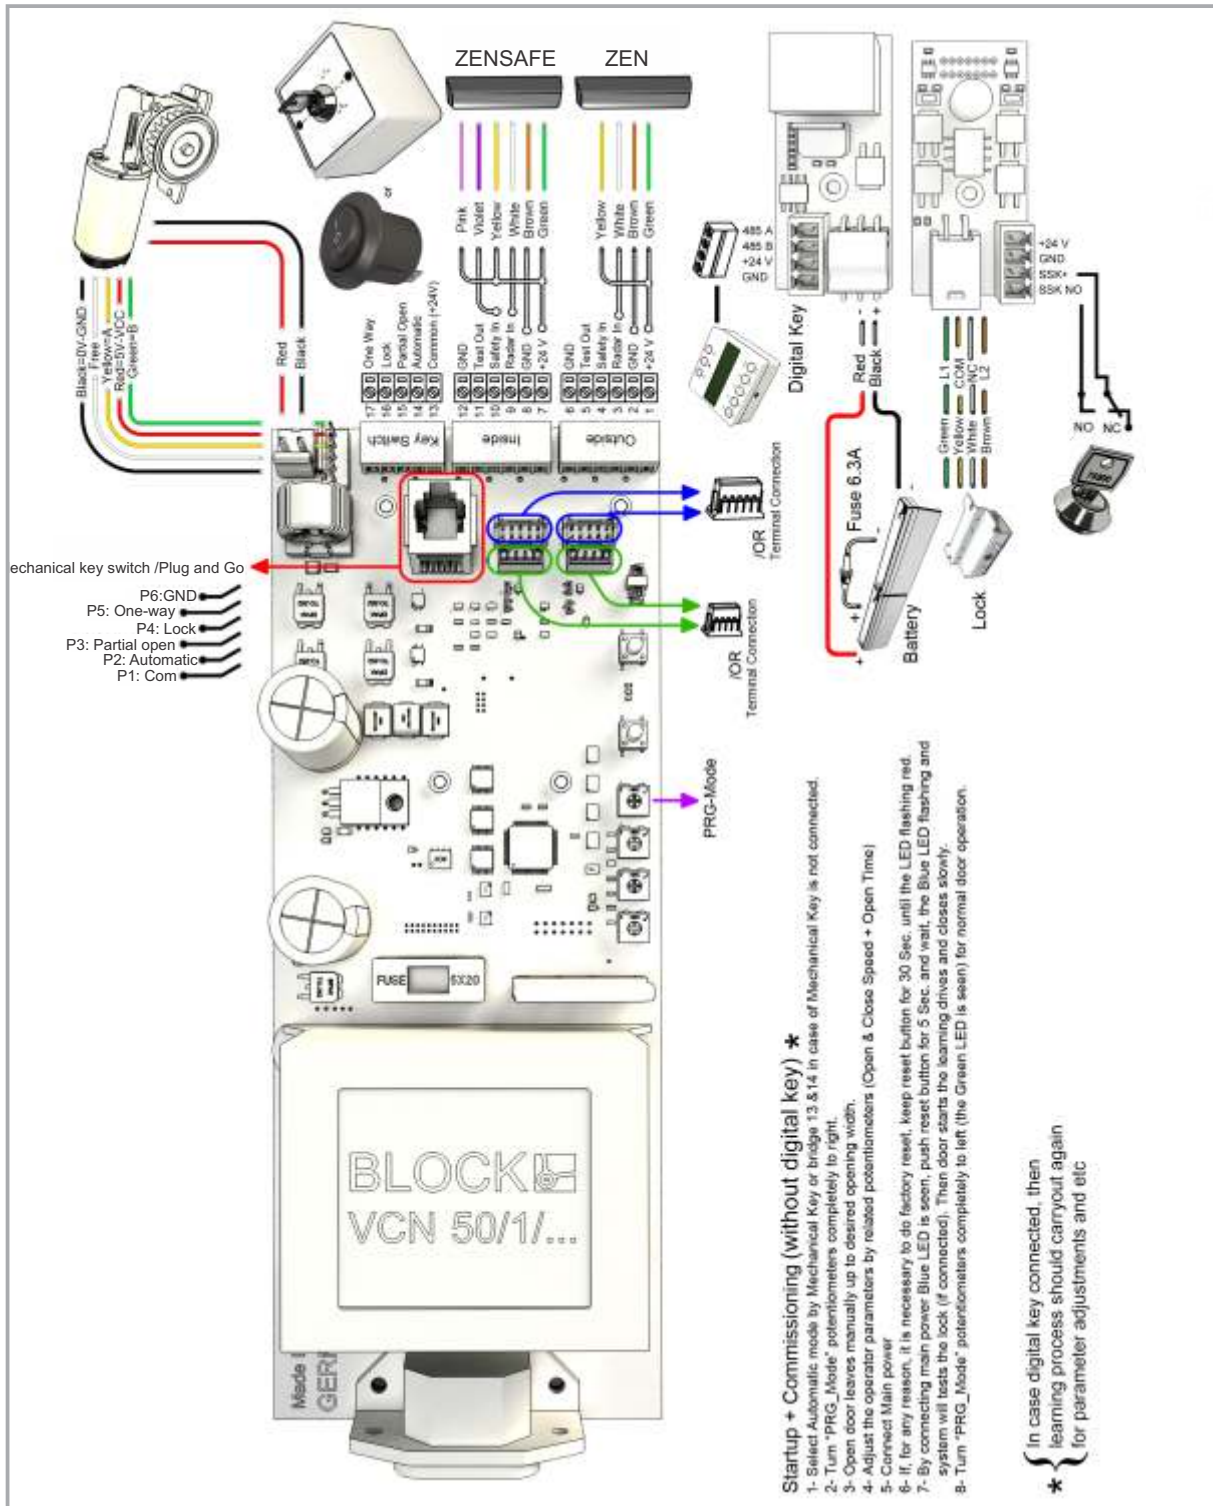 ZENSAFE
ZEN
or
Pink
Violet
Yellow
White
Brown
Green
Yellow
White
Brown
Green
485 A
485 B
+24 V
GND
Digital Key
+24 V
GND
SSK+
SSK NO
Black=0V-GND
Free
Yellow=A
Red=5V-VDC
Green=B
Red
Black
17 One Way
16 Lock
15 Partial Open
14 Automatic
13 Common (+24V)
Key Switch
12 GND
11 Test Out
10 Safety In
9 Radar In
8 GND
7 +24 V
Inside
6 GND
5 Test Out
4 Safety In
3 Radar In
2 GND
1 +24 V
Outside
Red -
Black +
Fuse 6.3A
-
+
-
+
Battery
L1
COM
NC
L2
Green
Yellow
White
Brown
Lock
NO
NC
/OR
Terminal Connection
/OR
Terminal Connection
echanical key switch /Plug and Go
P6:GND
P5: One-way
P4: Lock
P3: Partial open
P2: Automatic
P1: Com
PRG-Mode
FUSE
5X20
BLOCK
VCN 50/1/...
Made
GER
Startup + Commissioning (without digital key) *
1- Select Automatic mode by Mechanical Key or bridge 13 &14 in case of Mechanical Key is not connected.
2- Turn "PRG_Mode" potentiometers completely to right.
3- Open door leaves manually up to desired opening width.
4- Adjust the operator parameters by related potentiometers (Open & Close Speed + Open Time)
5- Connect Main power
6- If, for any reason, it is necessary to do factory reset, keep reset button for 30 Sec. until the LED flashing red.
7- By connecting main power Blue LED is seen, push reset button for 5 Sec. and wait, the Blue LED flashing and
system will tests the lock (if connected). Then door starts the learning drives and closes slowly.
8- Turn "PRG_Mode" potentiometers completely to left (the Green LED is seen) for normal door operation.
* { In case digital key connected, then
learning process should carryout again
for parameter adjustments and etc